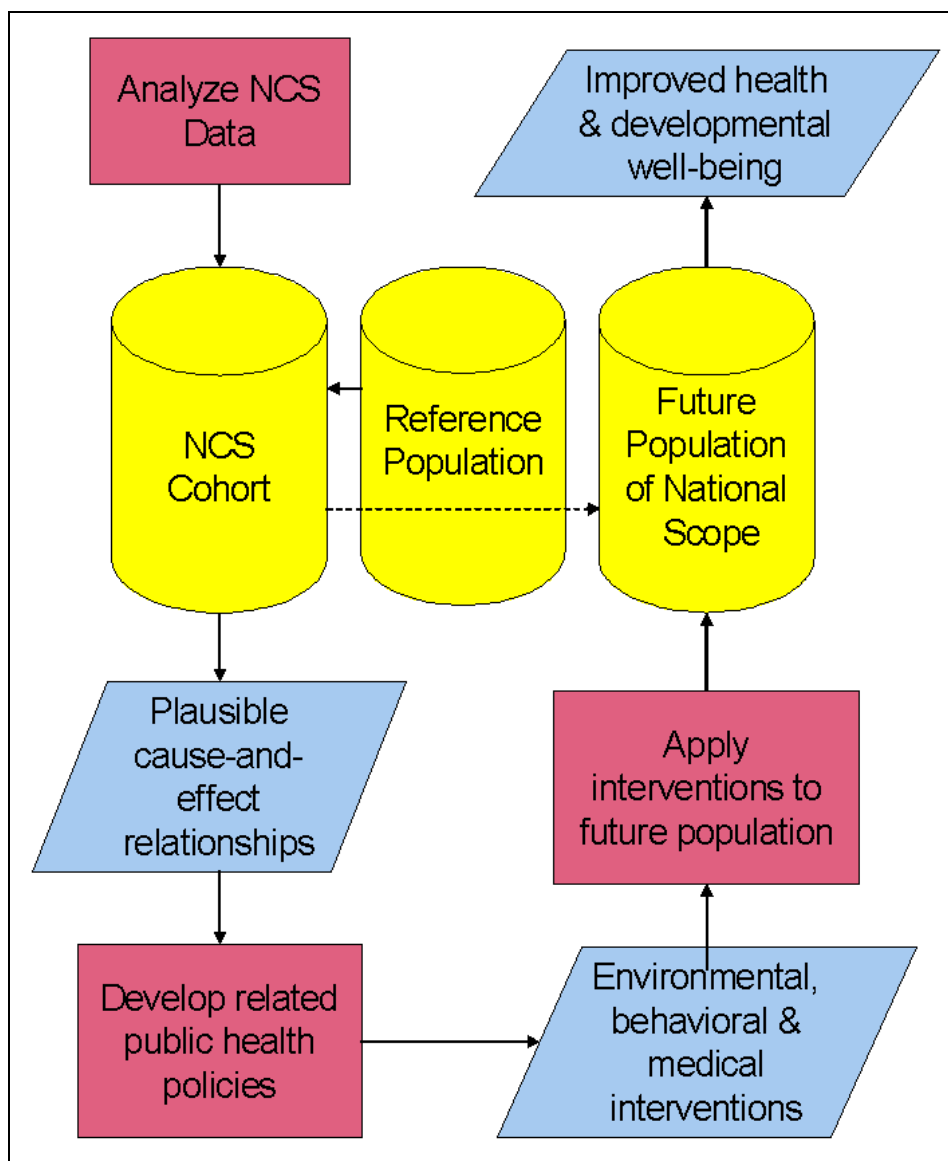 Analyze NCS
Data
Improved health
& developmental
well-being
NCS
Cohort
Reference
Population
Future
Population
of National
Scope
Plausible
cause-and-
effect
relationships
Apply
interventions to
future population
Develop related
public health
policies
Environmental,
behavioral &
medical
interventions